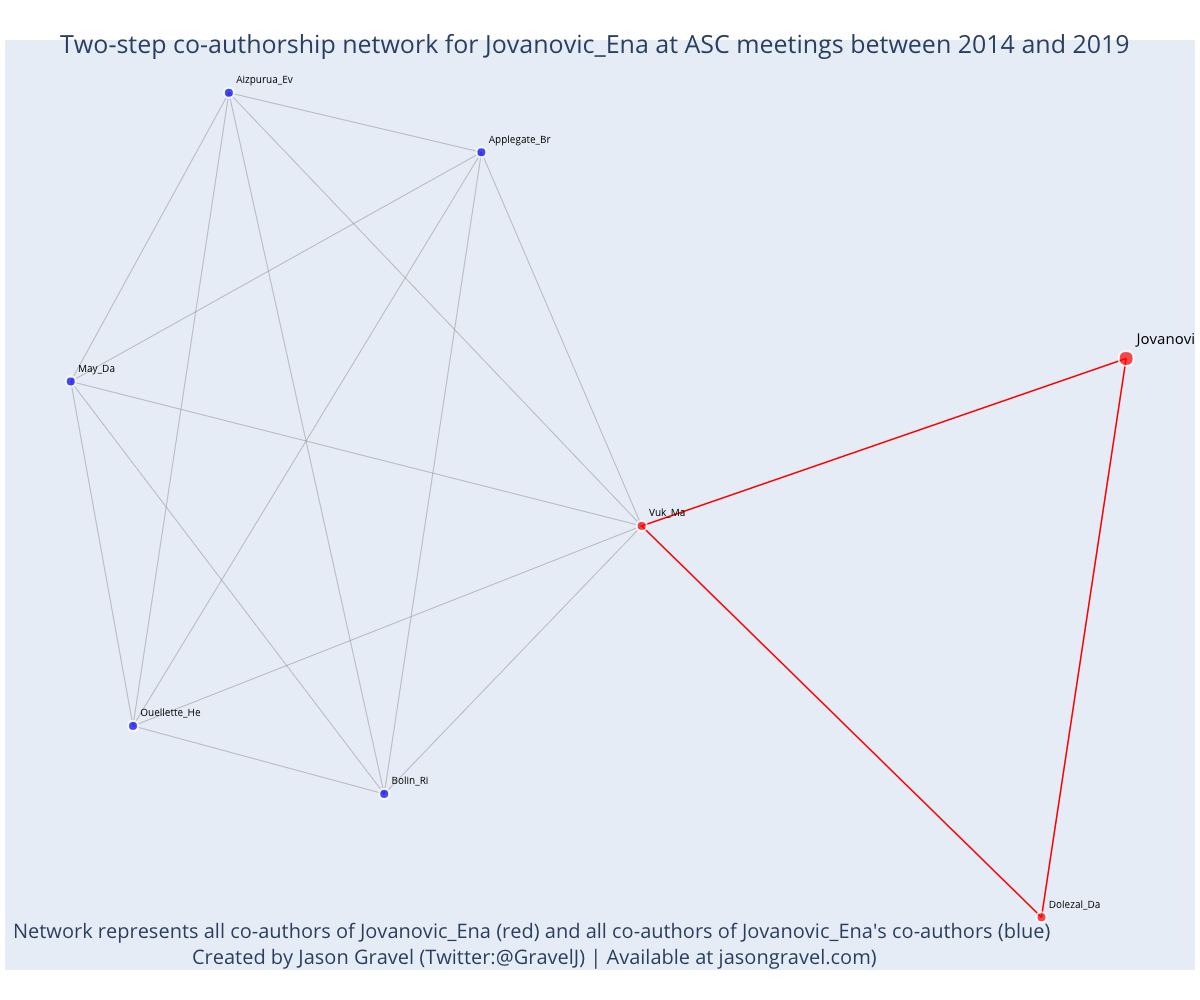 Two-step co-authorship network for Jovanovic_Ena at ASC meetings between 2014 and 2019
Aizpurua_Ev
Applegate_Br
Jovanovi
May_Da
Vuk_Ma
Ouellette_He
Bolin_Ri
Dolezal_Da
Network represents all co-authors of Jovanovic_Ena (red) and all co-authors of Jovanovic_Ena's co-authors (blue)
Created by Jason Gravel (Twitter:@GravelJ) | Available at jasongravel.com)